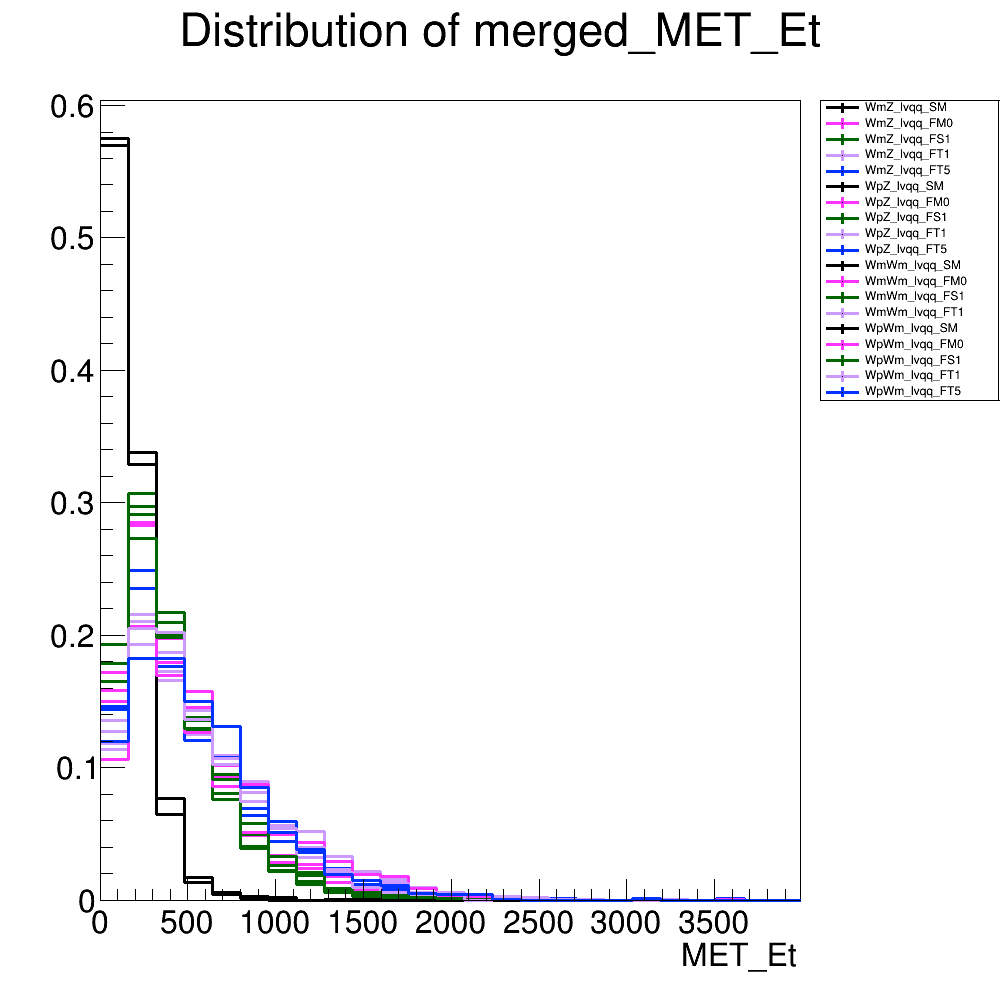 Distribution of merged_MET_Et
0.6
0.5
0.4
0.3
0.2
0.1
0
0 500 1000 1500 2000 2500 3000 3500
MET_Et
WmZ_lvqq_SM
WmZ_lvqq_FM0
WmZ_lvqq_FS1
WmZ_lvqq_FT1
WmZ_lvqq_FT5
WpZ_lvqq_SM
WpZ_lvqq_FM0
WpZ_lvqq_FS1
WpZ_lvqq_FT1
WpZ_lvqq_FT5
WmWm_lvqq_SM
WmWm_lvqq_FM0
WmWm_lvqq_FS1
WmWm_lvqq_FT1
WpWm_lvqq_SM
WpWm_lvqq_FM0
WpWm_lvqq_FS1
WpWm_lvqq_FT1
WpWm_lvqq_FT5